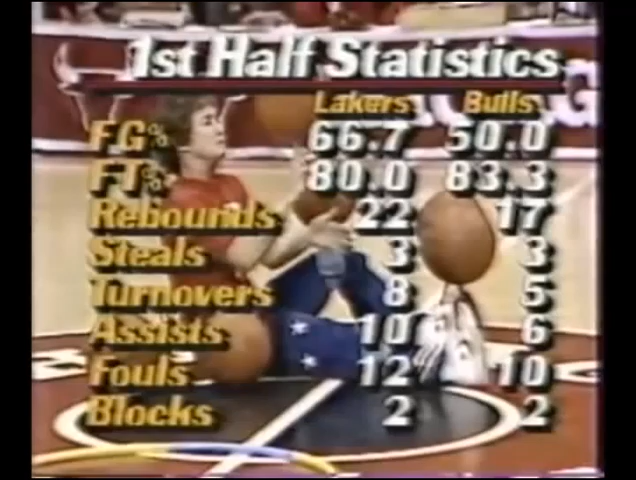 1st Half Statistics
Lakers Bulls
FG% 66.7 50.0
FT% 80.0 83.3
Rebounds 22 17
Steals 3 3
Turnovers 8 5
Assists 10 6
Fouls 12 10
Blocks 2 2